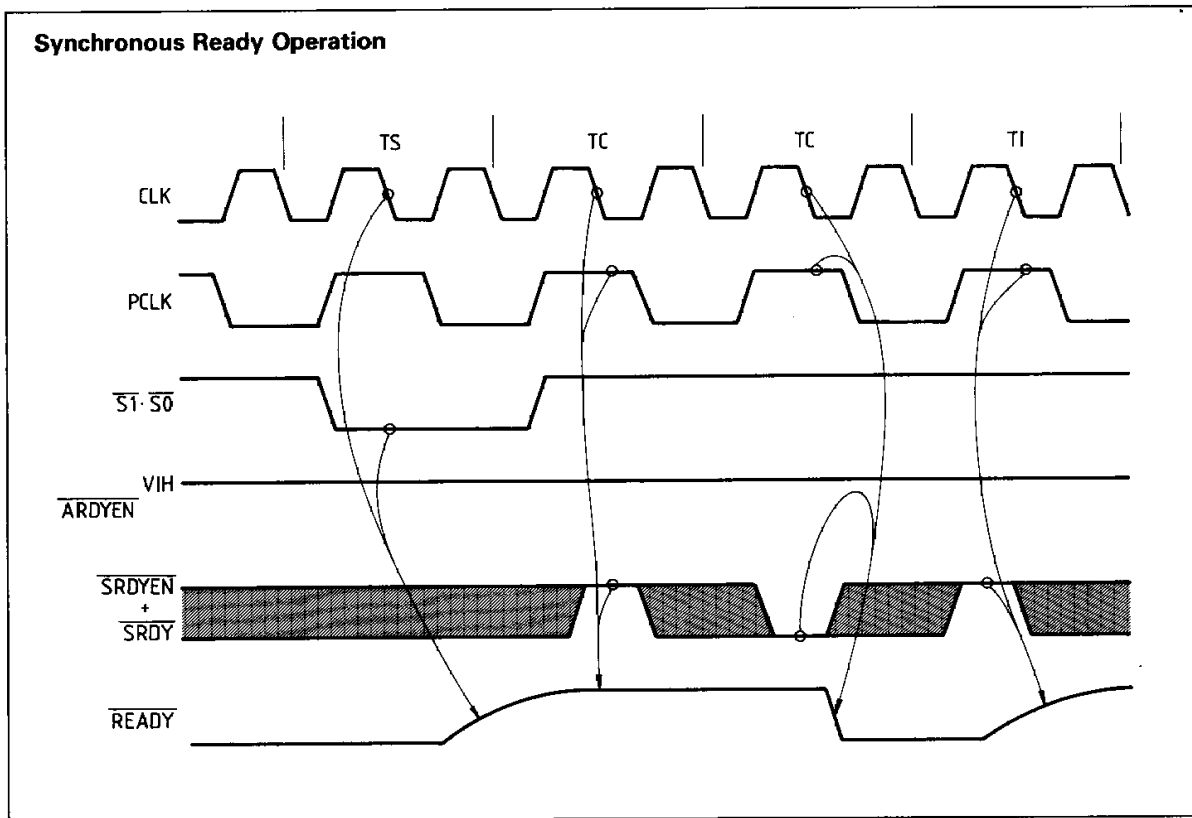 Synchronous Ready Operation
TS TC TC TI
CLK
PCLK
S1·S0
VIH
ARDYEN
SRDYEN
+
SRDY
READY